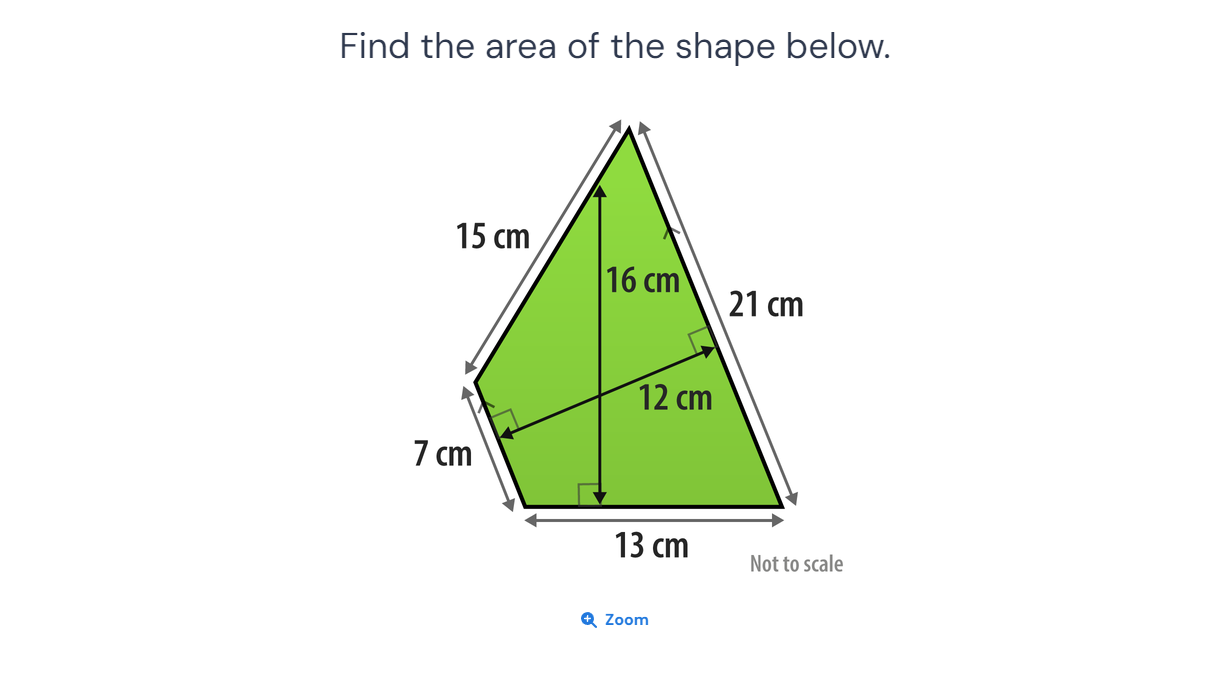 Find the area of the shape below.
15 cm
16 cm
21 cm
12 cm
7 cm
13 cm
Not to scale
Zoom